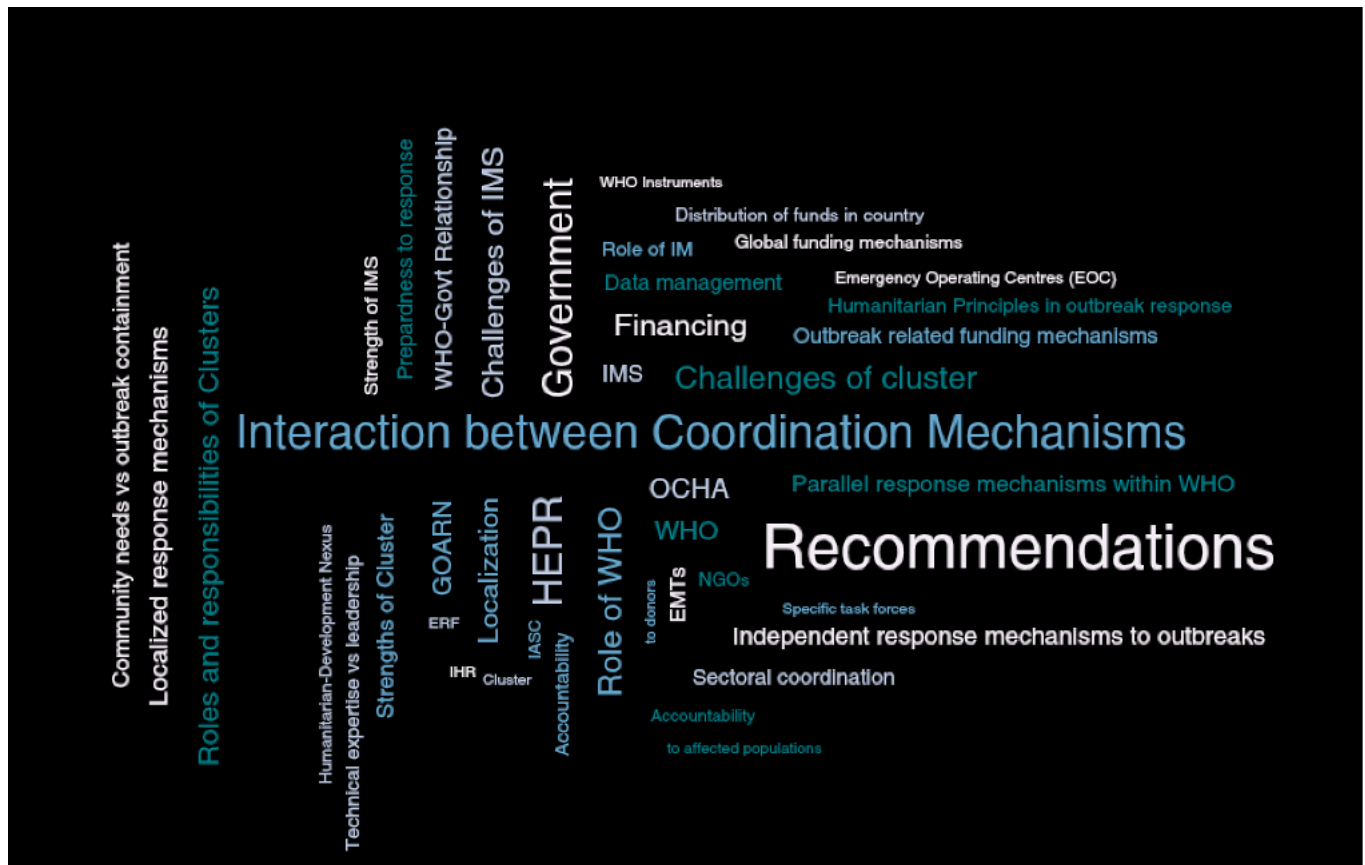 Community needs vs outbreak containment
Localized response mechanisms
Roles and responsibilities of Clusters
Strength of IMS
Prepardness to response
WHO-Govt Relationship
Challenges of IMS
Government
WHO Instruments
Distribution of funds in country
Role of IM
Global funding mechanisms
Data management
Emergency Operating Centres (EOC)
Humanitarian Principles in outbreak response
Financing
Outbreak related funding mechanisms
IMS
Challenges of cluster
Interaction between Coordination Mechanisms
Humanitarian-Development Nexus
Technical expertise vs leadership
Strengths of Cluster
GOARN
ERF
IHR
Localization
Cluster
HEPR
IASC
Accountability
Role of WHO
to donors
OCHA
Parallel response mechanisms within WHO
WHO
Recommendations
EMTs
NGOs
Specific task forces
Independent response mechanisms to outbreaks
Sectoral coordination
Accountability
to affected populations